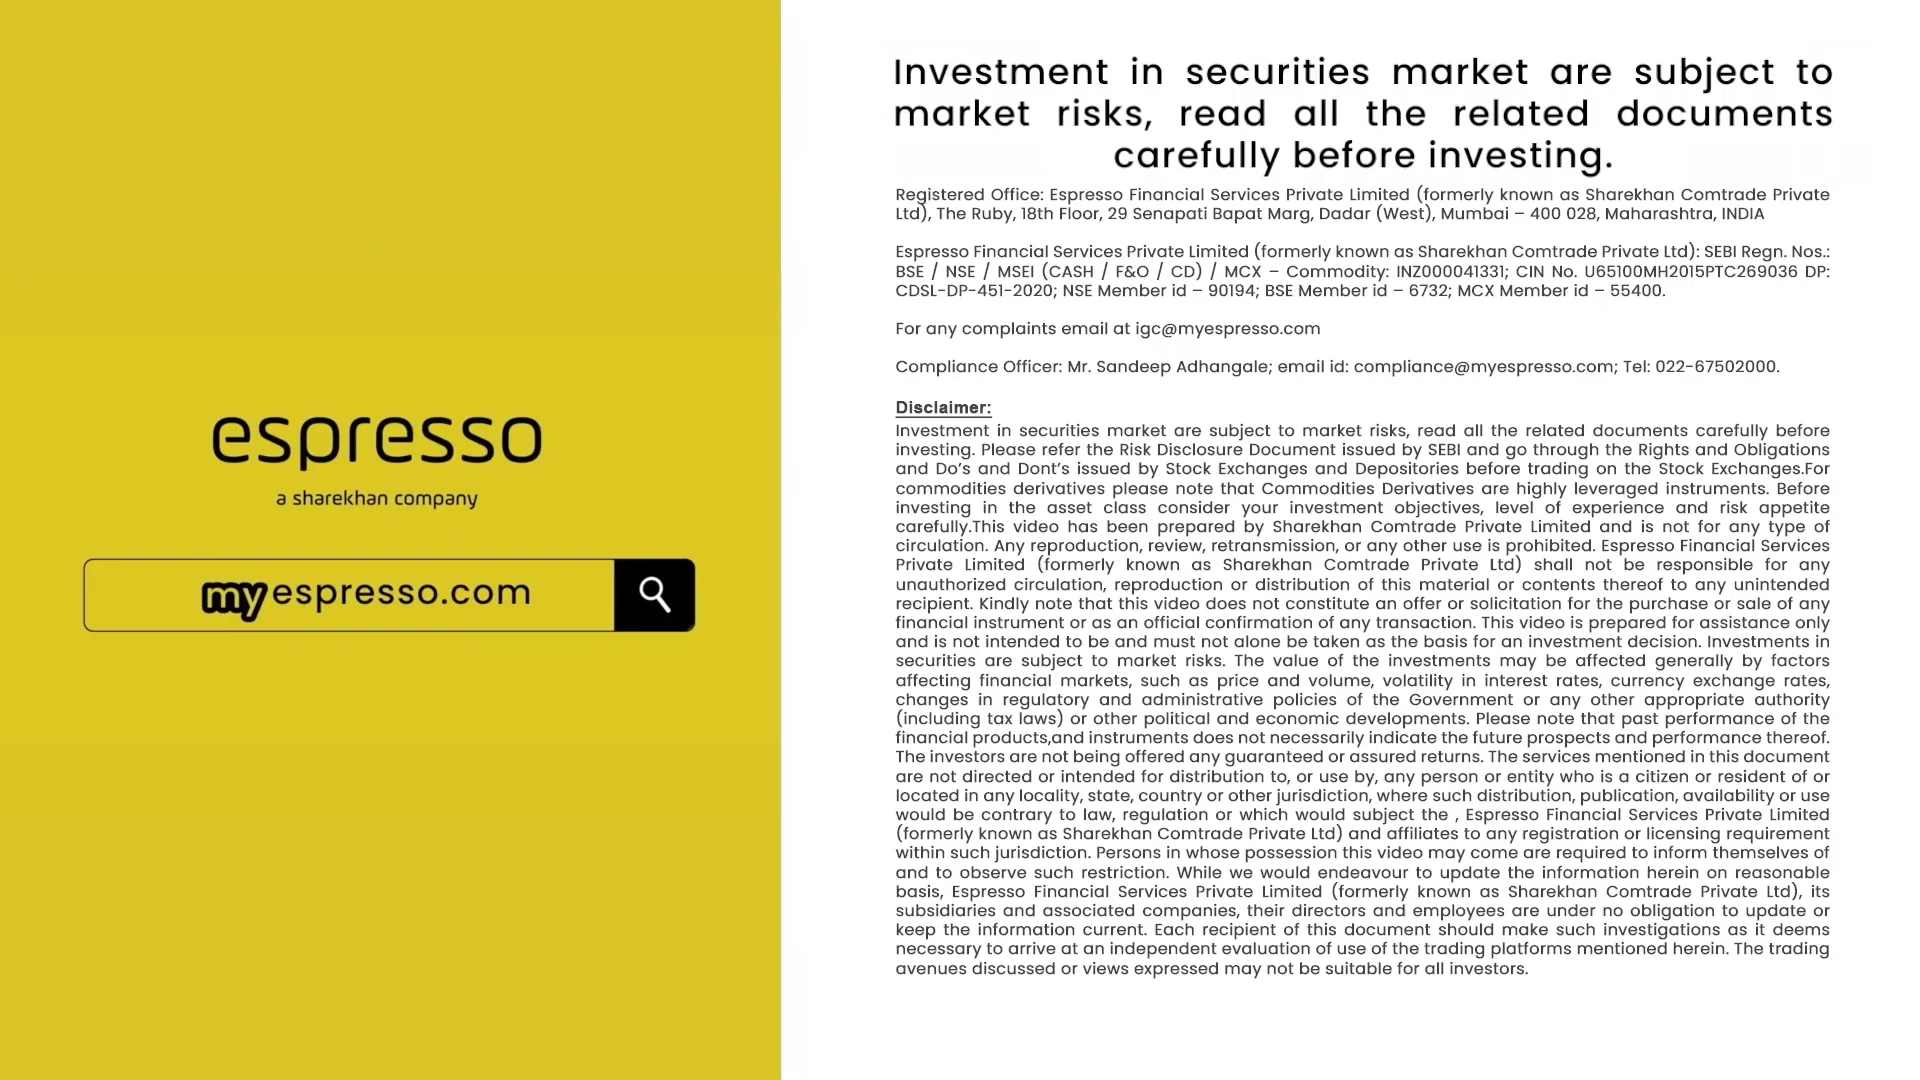 espresso
a sharekhan company
myespresso.com
Investment in securities market are subject to
market risks, read all the related documents
carefully before investing.
Registered Office: Espresso Financial Services Private Limited (formerly known as Sharekhan Comtrade Private
Ltd), The Ruby, 18th Floor, 29 Senapati Bapat Marg, Dadar (West), Mumbai – 400 028, Maharashtra, INDIA
Espresso Financial Services Private Limited (formerly known as Sharekhan Comtrade Private Ltd): SEBI Regn. Nos.:
BSE / NSE / MSEI (CASH / F&O / CD) / MCX – Commodity: INZ000041331; CIN No. U65100MH2015PTC269036 DP:
CDSL-DP-451-2020; NSE Member id – 90194; BSE Member id – 6732; MCX Member id – 55400.
For any complaints email at igc@myespresso.com
Compliance Officer: Mr. Sandeep Adhangale; email id: compliance@myespresso.com; Tel: 022-67502000.
Disclaimer:
Investment in securities market are subject to market risks, read all the related documents carefully before
investing. Please refer the Risk Disclosure Document issued by SEBI and go through the Rights and Obligations
and Do's and Dont's issued by Stock Exchanges and Depositories before trading on the Stock Exchanges.For
commodities derivatives please note that Commodities Derivatives are highly leveraged instruments. Before
investing in the asset class consider your investment objectives, level of experience and risk appetite
carefully.This video has been prepared by Sharekhan Comtrade Private Limited and is not for any type of
circulation. Any reproduction, review, retransmission, or any other use is prohibited. Espresso Financial Services
Private Limited (formerly known as Sharekhan Comtrade Private Ltd) shall not be responsible for any
unauthorized circulation, reproduction or distribution of this material or contents thereof to any unintended
recipient. Kindly note that this video does not constitute an offer or solicitation for the purchase or sale of any
financial instrument or as an official confirmation of any transaction. This video is prepared for assistance only
and is not intended to be and must not alone be taken as the basis for an investment decision. Investments in
securities are subject to market risks. The value of the investments may be affected generally by factors
affecting financial markets, such as price and volume, volatility in interest rates, currency exchange rates,
changes in regulatory and administrative policies of the Government or any other appropriate authority
(including tax laws) or other political and economic developments. Please note that past performance of the
financial products,and instruments does not necessarily indicate the future prospects and performance thereof.
The investors are not being offered any guaranteed or assured returns. The services mentioned in this document
are not directed or intended for distribution to, or use by, any person or entity who is a citizen or resident of or
located in any locality, state, country or other jurisdiction, where such distribution, publication, availability or use
would be contrary to law, regulation or which would subject the , Espresso Financial Services Private Limited
(formerly known as Sharekhan Comtrade Private Ltd) and affiliates to any registration or licensing requirement
within such jurisdiction. Persons in whose possession this video may come are required to inform themselves of
and to observe such restriction. While we would endeavour to update the information herein on reasonable
basis, Espresso Financial Services Private Limited (formerly known as Sharekhan Comtrade Private Ltd), its
subsidiaries and associated companies, their directors and employees are under no obligation to update or
keep the information current. Each recipient of this document should make such investigations as it deems
necessary to arrive at an independent evaluation of use of the trading platforms mentioned herein. The trading
avenues discussed or views expressed may not be suitable for all investors.